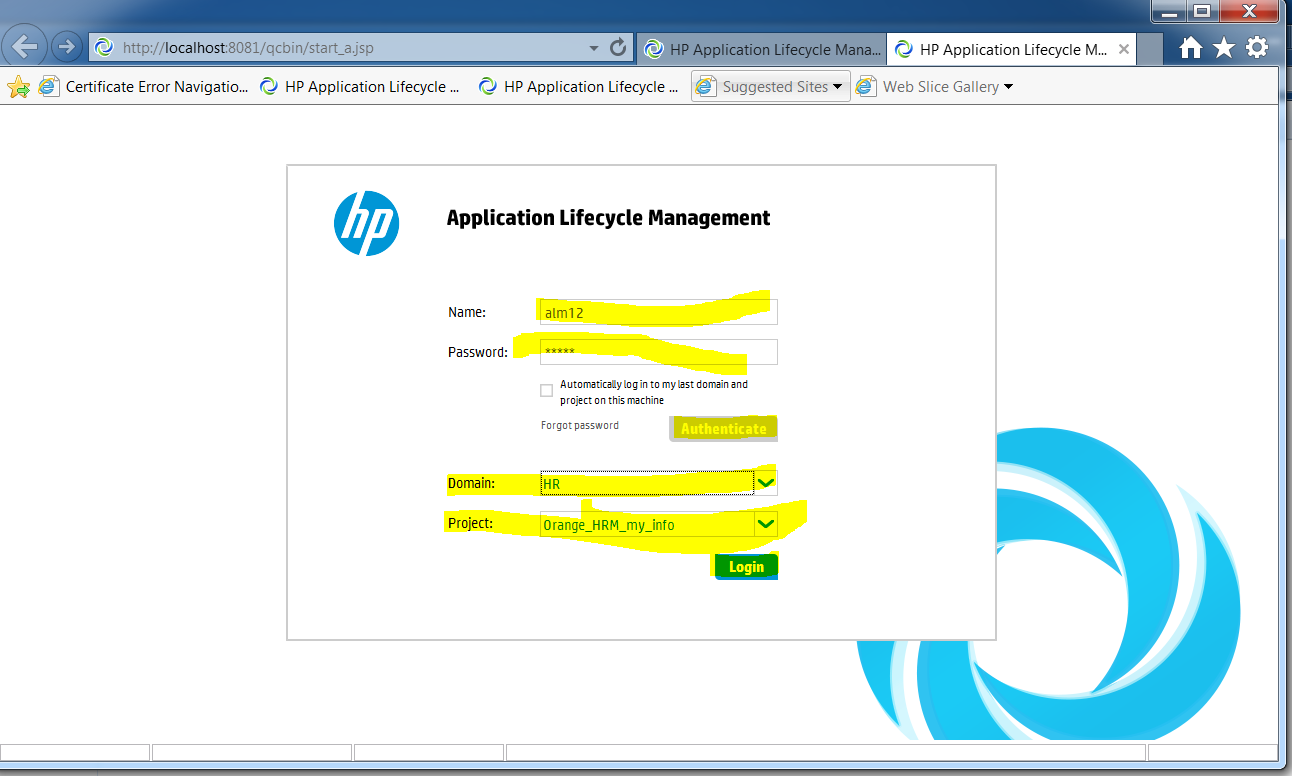 http://localhost:8081/qcbin/start_a.jsp
HP Application Lifecycle Mana...
HP Application Lifecycle M...
Certificate Error Navigatio...
HP Application Lifecycle ...
HP Application Lifecycle ...
Suggested Sites
Web Slice Gallery
hp
Application Lifecycle Management
Name:
alm12
Password:
*****
Automatically log in to my last domain and
project on this machine
Forgot password
Authenticate
Domain:
HR
Project:
Orange_HRM_my_info
Login